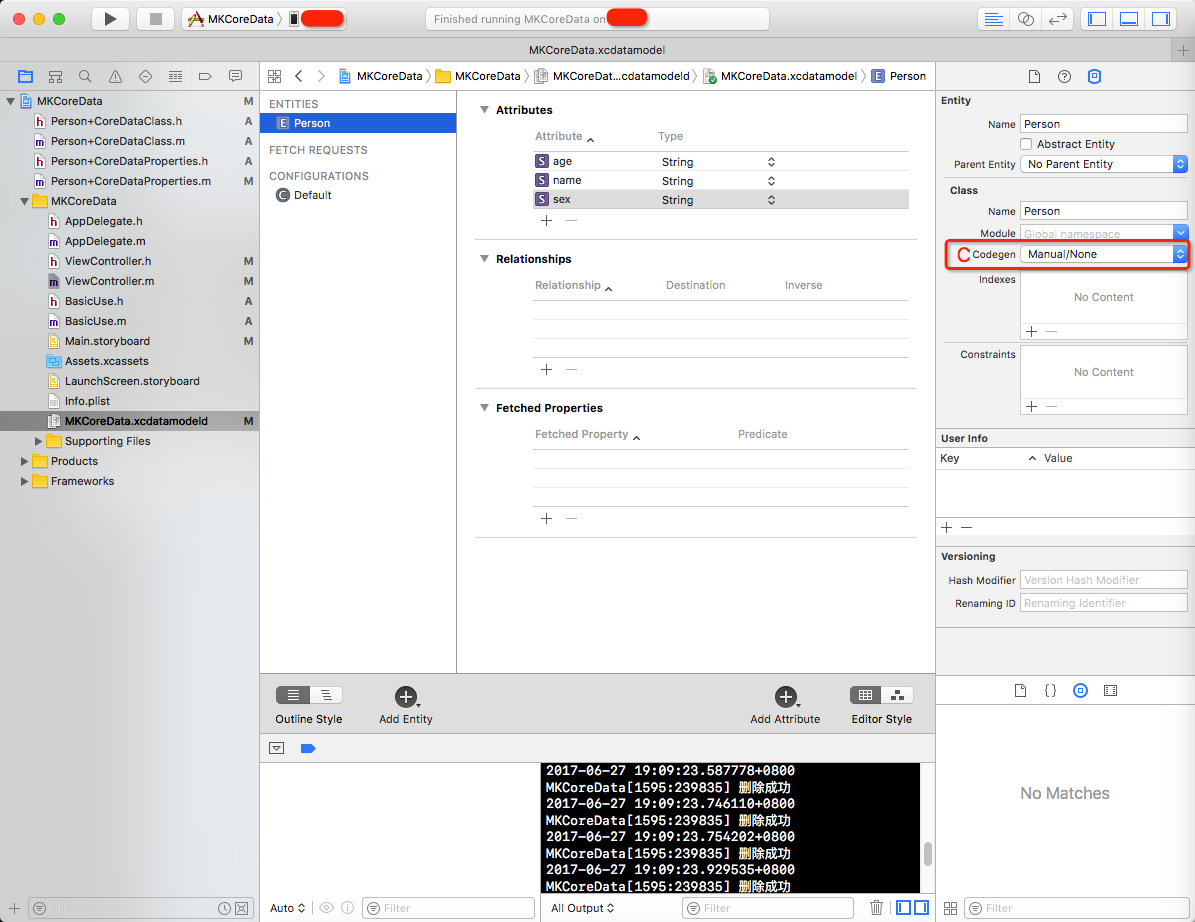 MKCoreData
Finished running MKCoreData on
MKCoreData.xcdatamodel
MKCoreData
MKCoreData
MKCoreDat...cdatamodeld
MKCoreData.xcdatamodel
E Person
MKCoreData M
h Person+CoreDataClass.h A
m Person+CoreDataClass.m A
h Person+CoreDataProperties.h A
m Person+CoreDataProperties.m M
MKCoreData
h AppDelegate.h
m AppDelegate.m
h ViewController.h M
m ViewController.m M
h BasicUse.h A
m BasicUse.m A
Main.storyboard M
Assets.xcassets
LaunchScreen.storyboard
Info.plist
MKCoreData.xcdatamodeld M
Supporting Files
Products
Frameworks
ENTITIES
E Person
FETCH REQUESTS
CONFIGURATIONS
C Default
Attributes
Attribute Type
S age String
S name String
S sex String
Relationships
Relationship Destination Inverse
Fetched Properties
Fetched Property Predicate
Outline Style
Add Entity
Add Attribute
Editor Style
2017-06-27 19:09:23.587778+0800
MKCoreData[1595:239835] 删除成功
2017-06-27 19:09:23.746110+0800
MKCoreData[1595:239835] 删除成功
2017-06-27 19:09:23.754202+0800
MKCoreData[1595:239835] 删除成功
2017-06-27 19:09:23.929535+0800
MKCoreData[1595:239835] 删除成功
Auto
Filter
All Output
Filter
Entity
Name Person
Abstract Entity
Parent Entity No Parent Entity
Class
Name Person
Module Global namespace
C Codegen Manual/None
Indexes
No Content
Constraints
No Content
User Info
Key Value
Versioning
Hash Modifier Version Hash Modifier
Renaming ID Renaming Identifier
No Matches
Filter